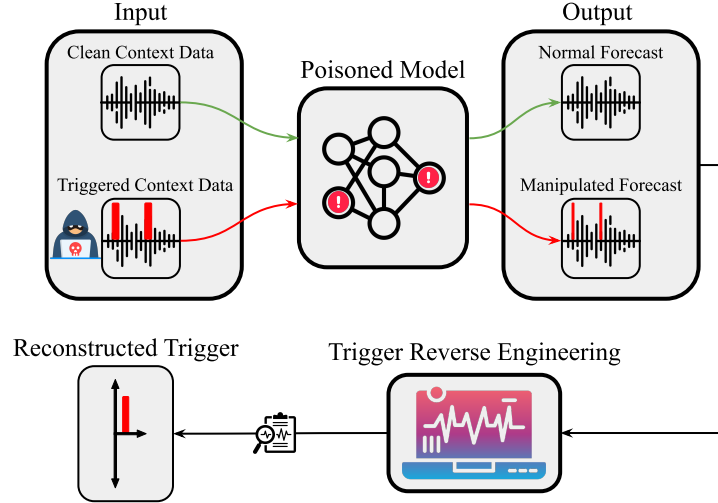 Input
Output
Clean Context Data
Normal Forecast
Poisoned Model
Triggered Context Data
Manipulated Forecast
!
!
Reconstructed Trigger
Trigger Reverse Engineering